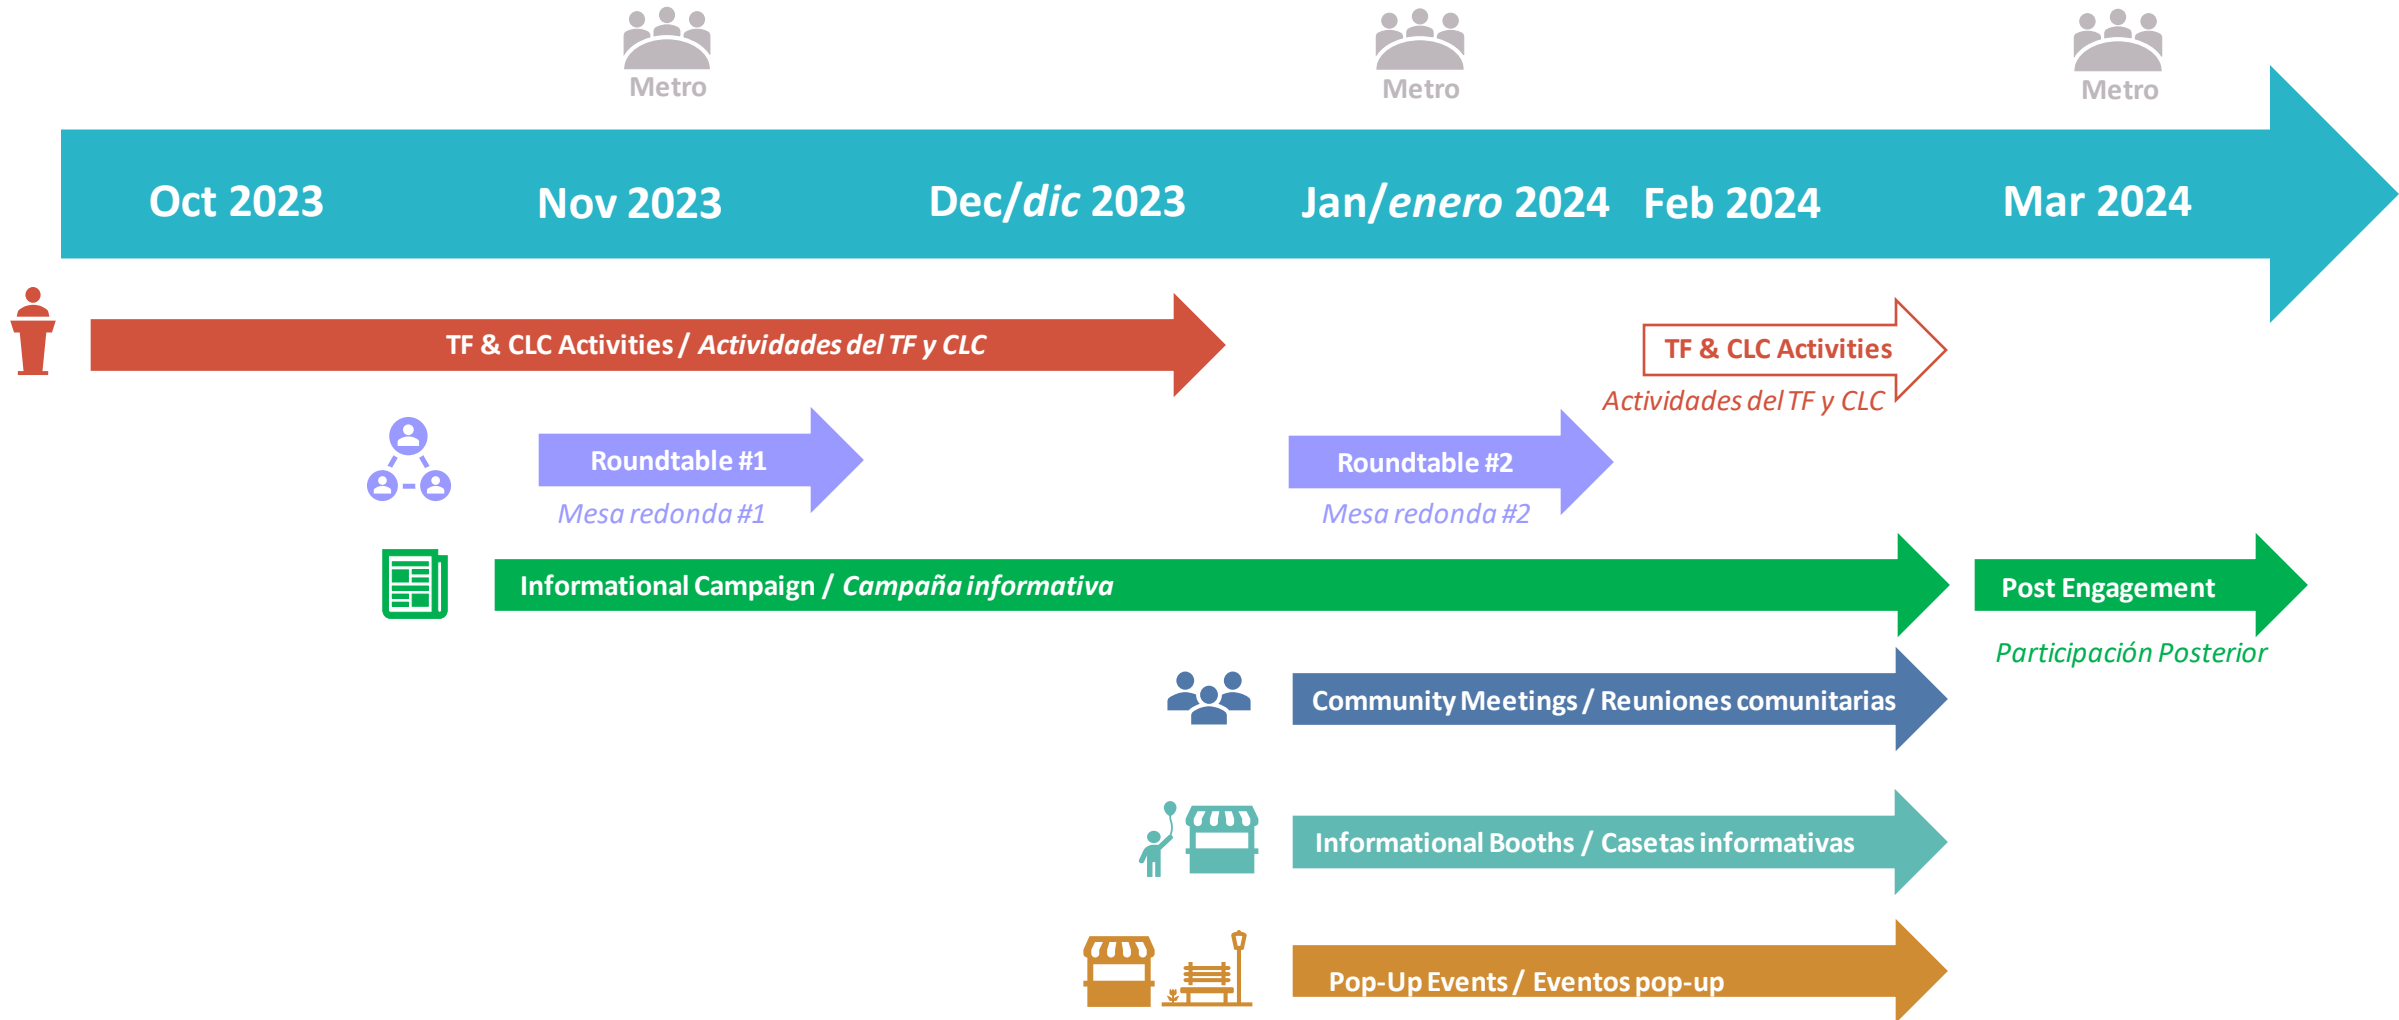 Metro
Metro
Metro
Oct 2023
Nov 2023
Dec/dic 2023
Jan/enero 2024
Feb 2024
Mar 2024
TF & CLC Activities / Actividades del TF y CLC
TF & CLC Activities
Actividades del TF y CLC
Roundtable #1
Mesa redonda #1
Roundtable #2
Mesa redonda #2
Informational Campaign / Campaña informativa
Post Engagement
Participación Posterior
Community Meetings / Reuniones comunitarias
Informational Booths / Casetas informativas
Pop-Up Events / Eventos pop-up